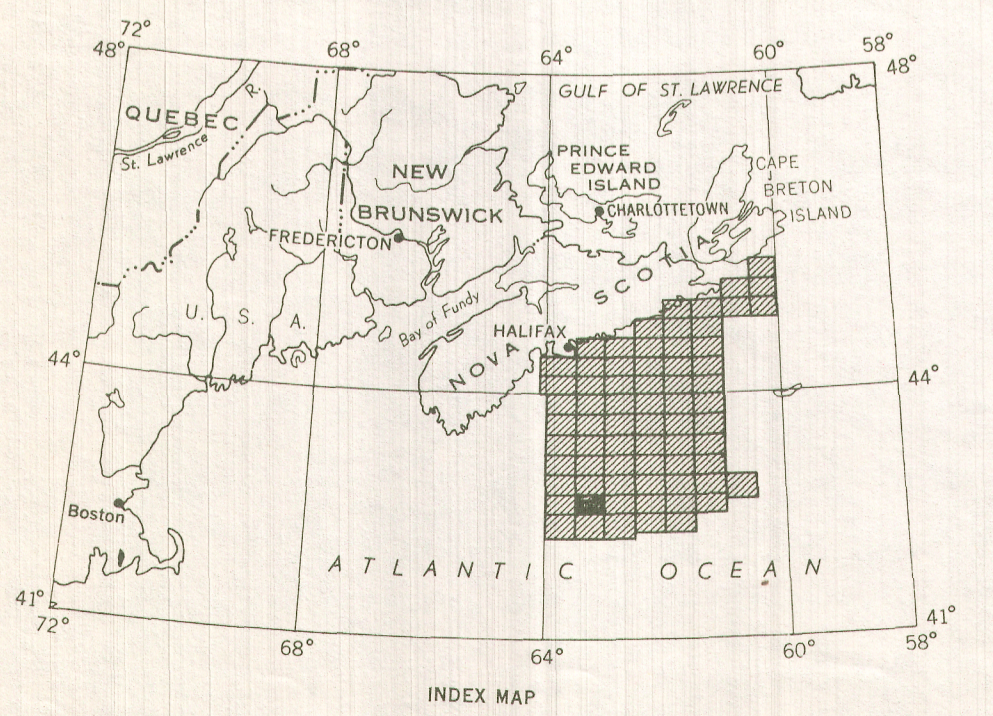 72°
68°
64°
60°
58°
48°
48°
GULF OF ST. LAWRENCE
R.
QUEBEC
St. Lawrence
PRINCE
EDWARD
ISLAND
NEW
CAPE
BRETON
ISLAND
BRUNSWICK
CHARLOTTETOWN
FREDERICTON
NOVA SCOTIA
U. S. A.
Bay of Fundy
HALIFAX
44°
44°
Boston
ATLANTIC OCEAN
41°
41°
72°
68°
64°
60°
58°
INDEX MAP